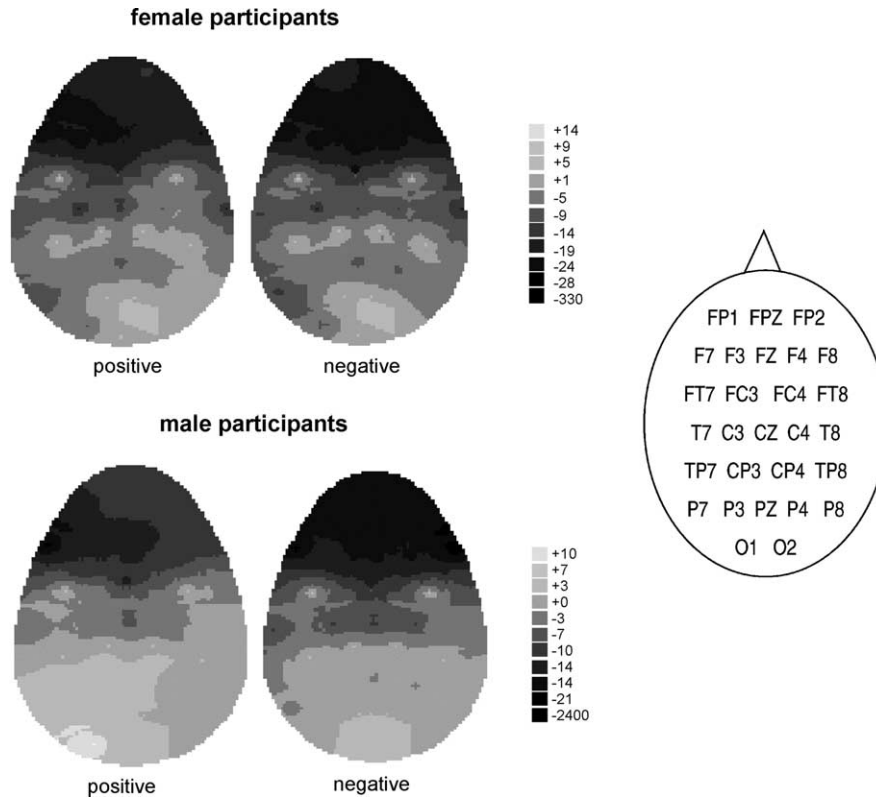 female participants
+14
+9
+5
+1
-5
-9
-14
-19
-24
-28
-330
positive negative
male participants
+10
+7
+3
+0
-3
-7
-10
-14
-14
-21
-2400
positive negative
FP1 FPZ FP2
F7 F3 FZ F4 F8
FT7 FC3 FC4 FT8
T7 C3 CZ C4 T8
TP7 CP3 CP4 TP8
P7 P3 PZ P4 P8
O1 O2